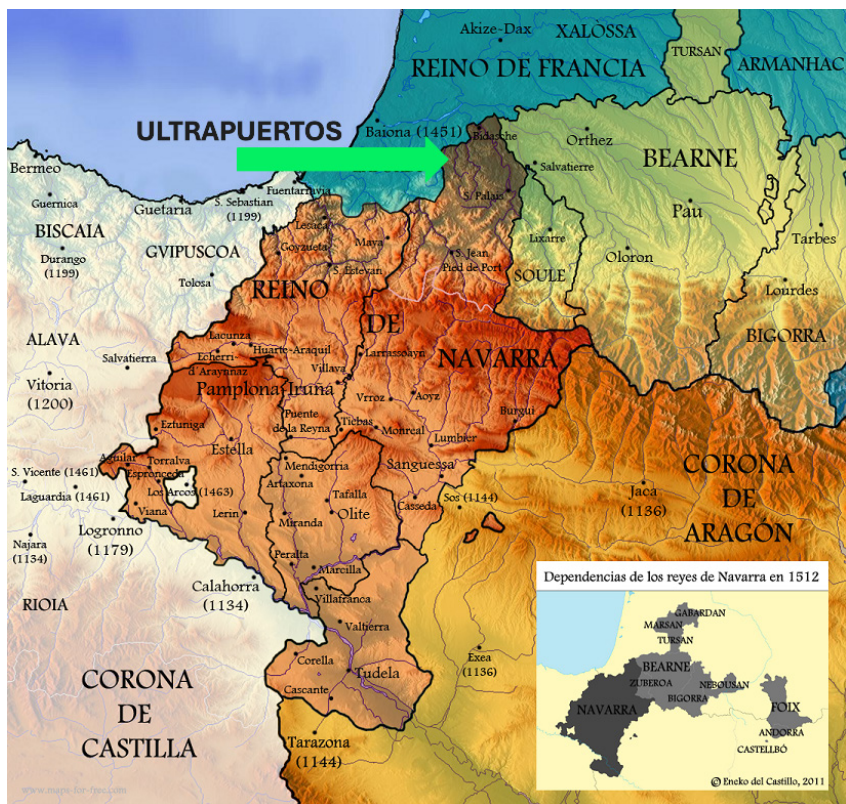 Akize-Dax
XALOSSA
TURSAN
ARMANHAC
REINO DE FRANCIA
ULTRAPUERTOS
Baiona (1451)
Bidasche
Orthez
BEARNE
Salvatierre
Bermeo
Guernica
Guetaria
S. Sebastian
(1199)
Fuentarravia
S. Palais
Pau
Tarbes
BISCAIA
Durango
(1199)
GVIPUSCOA
Tolosa
Lesaca
Goyzueta
Maya
S. Estevan
S. Jean
Pied de Port
Lixarre
SOULE
Oloron
Lourdes
BIGORRA
REINO
DE
NAVARRA
ALAVA
Vitoria
(1200)
Salvatierra
Lacunza
Echerri
Huarte-Araquil
d'Araynnaz
Villava
Larrassoayn
Pamplona-Iruña
Vrroz
Aoyz
Burgui
Eztuniga
Puente
de la Reyna
Ticbas
Monreal
Lumbier
Estella
Aguilar
Torralva
Espronceda
Mendigorria
Artaxona
Sanguessa
S. Vicente (1461)
Laguardia (1461)
Los Arcos (1463)
Tafalla
Olite
Casseda
Sos (1144)
Jaca
(1136)
CORONA
DE
ARAGÓN
Viana
Lerin
Miranda
Logronno
(1179)
Najara
(1134)
Peralta
Marcilla
Calahorra
(1134)
Villafranca
Valtierra
RIOIA
Corella
Tudela
Cascante
Exea
(1136)
CORONA
DE
CASTILLA
Tarazona
(1144)
Dependencias de los reyes de Navarra en 1512
GABARDAN
MARSAN
TURSAN
BEARNE
ZUBEROA
NEBOUSAN
BIGORRA
NAVARRA
FOIX
ANDORRA
CASTELLBÓ
© Eneko del Castillo, 2011
www.maps-for-free.com